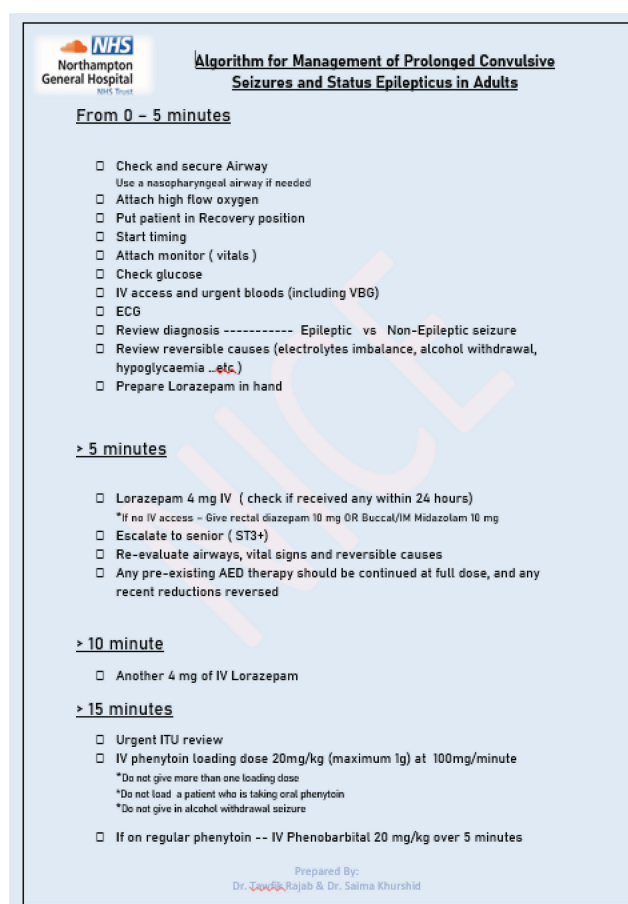 NHS
Northampton
General Hospital
NHS Trust
Algorithm for Management of Prolonged Convulsive
Seizures and Status Epilepticus in Adults
From 0 – 5 minutes
Check and secure Airway
Use a nasopharyngeal airway if needed
Attach high flow oxygen
Put patient in Recovery position
Start timing
Attach monitor ( vitals )
Check glucose
IV access and urgent bloods (including VBG)
ECG
Review diagnosis ----------- Epileptic vs Non-Epileptic seizure
Review reversible causes (electrolytes imbalance, alcohol withdrawal,
hypoglycaemia …etc.)
Prepare Lorazepam in hand
> 5 minutes
Lorazepam 4 mg IV ( check if received any within 24 hours)
*If no IV access – Give rectal diazepam 10 mg OR Buccal/IM Midazolam 10 mg
Escalate to senior ( ST3+)
Re-evaluate airways, vital signs and reversible causes
Any pre-existing AED therapy should be continued at full dose, and any
recent reductions reversed
> 10 minute
Another 4 mg of IV Lorazepam
> 15 minutes
Urgent ITU review
IV phenytoin loading dose 20mg/kg (maximum 1g) at 100mg/minute
*Do not give more than one loading dose
*Do not load a patient who is taking oral phenytoin
*Do not give in alcohol withdrawal seizure
If on regular phenytoin -- IV Phenobarbital 20 mg/kg over 5 minutes
NICE
Prepared By:
Dr. Tawfik Rajab & Dr. Saima Khurshid